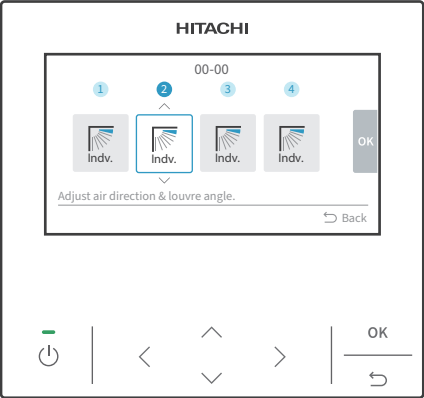 HITACHI
00-00
1 2 3 4
Indv. Indv. Indv. Indv.
OK
Adjust air direction & louvre angle.
Back
OK